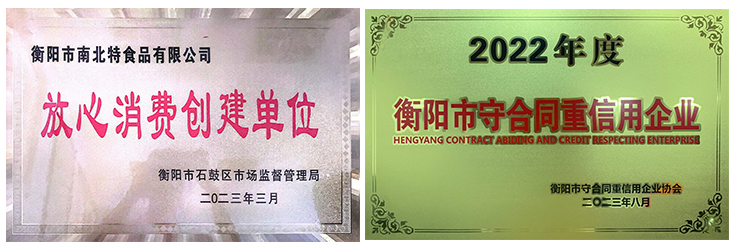 衡阳市南北特食品有限公司
放心消费创建单位
衡阳市石鼓区市场监督管理局
二〇二三年三月
2022年度
衡阳市守合同重信用企业
HENGYANG CONTRACT ABIDING AND CREDIT RESPECTING ENTERPRISE
衡阳市守合同重信用企业协会
二〇二三年八月